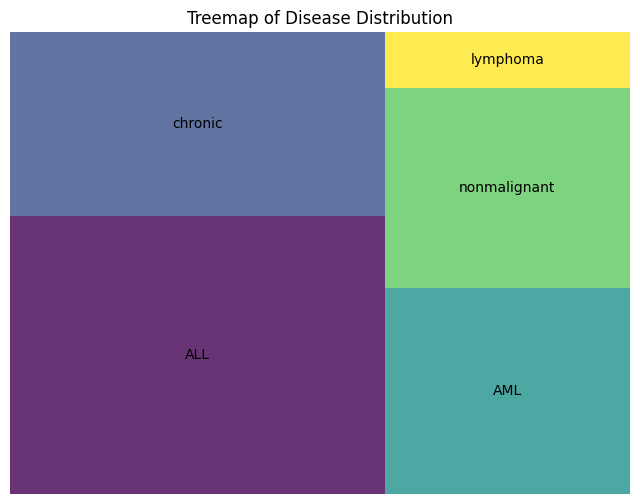 Treemap of Disease Distribution
lymphoma
chronic
nonmalignant
ALL
AML